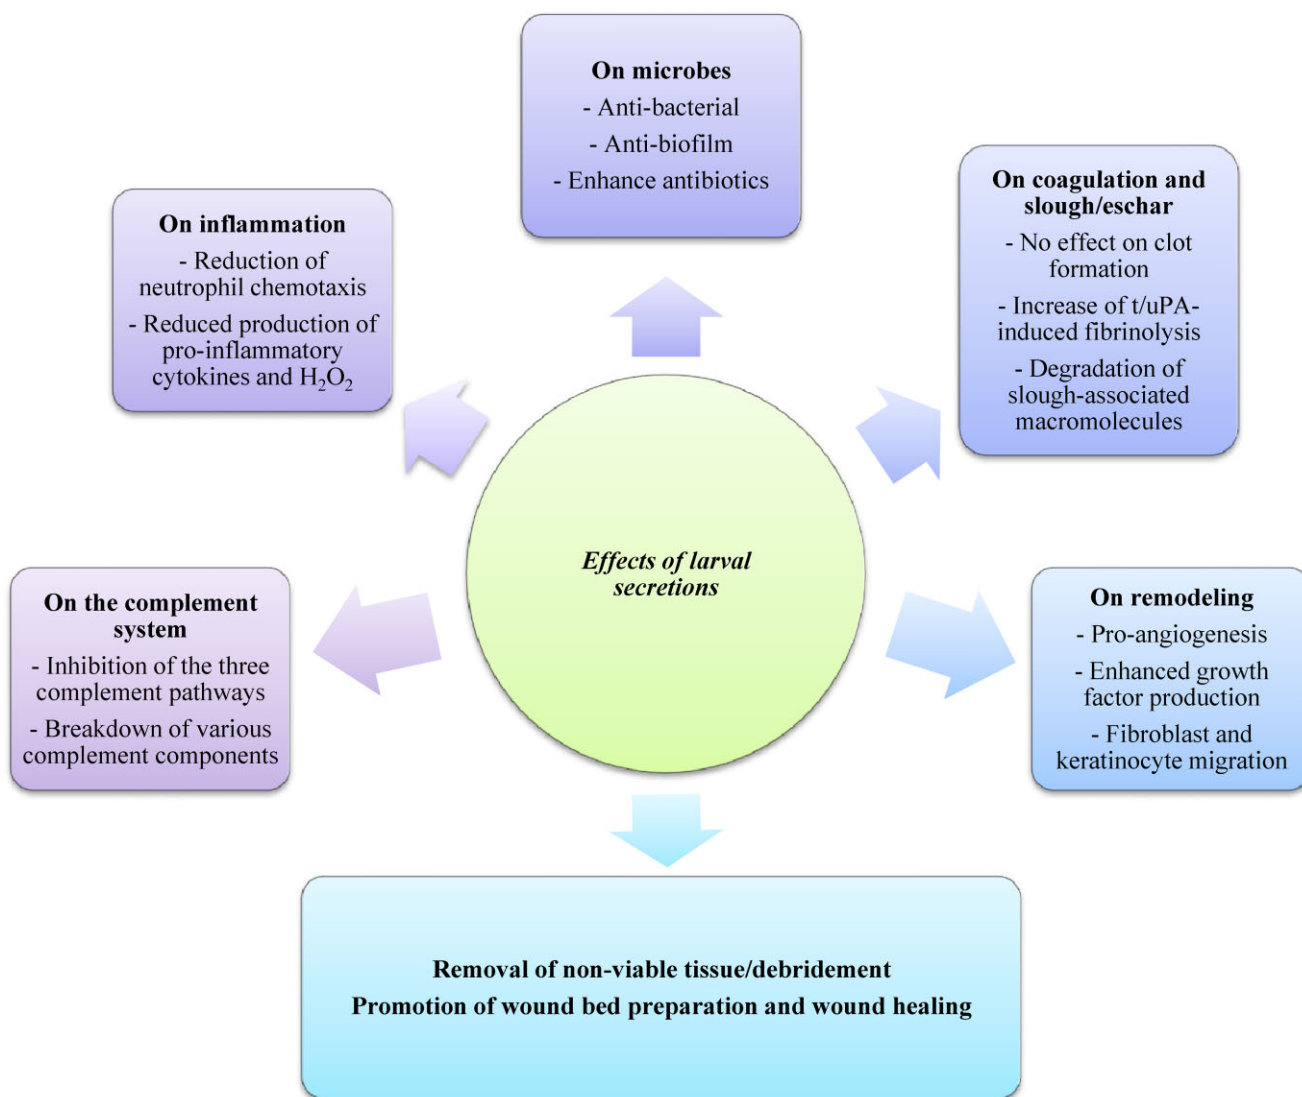 On microbes
- Anti-bacterial
- Anti-biofilm
- Enhance antibiotics
On coagulation and
slough/eschar
- No effect on clot
formation
- Increase of t/uPA-
induced fibrinolysis
- Degradation of
slough-associated
macromolecules
On inflammation
- Reduction of
neutrophil chemotaxis
- Reduced production of
pro-inflammatory
cytokines and H₂O₂
Effects of larval
secretions
On the complement
system
- Inhibition of the three
complement pathways
- Breakdown of various
complement components
On remodeling
- Pro-angiogenesis
- Enhanced growth
factor production
- Fibroblast and
keratinocyte migration
Removal of non-viable tissue/debridement
Promotion of wound bed preparation and wound healing